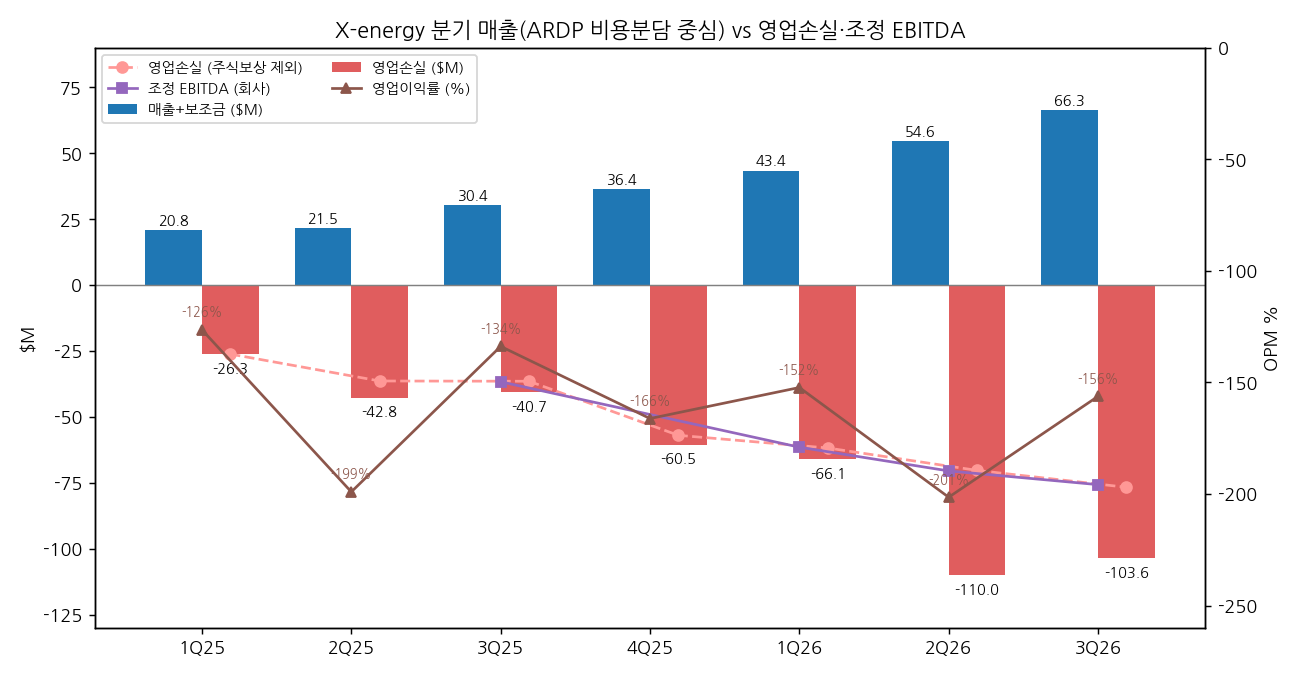 X-energy 분기 매출(ARDP 비용분담 중심) vs 영업손실·조정 EBITDA
영업손실 (주식보상 제외)
조정 EBITDA (회사)
매출+보조금 ($M)
영업손실 ($M)
영업이익률 (%)
$M
75
50
25
0
-25
-50
-75
-100
-125
20.8
21.5
30.4
36.4
43.4
54.6
66.3
-26.3
-42.8
-40.7
-60.5
-66.1
-110.0
-103.6
-126%
-199%
-134%
-166%
-152%
-201%
-156%
0
-50
-100
-150
-200
-250
OPM %
1Q25
2Q25
3Q25
4Q25
1Q26
2Q26
3Q26